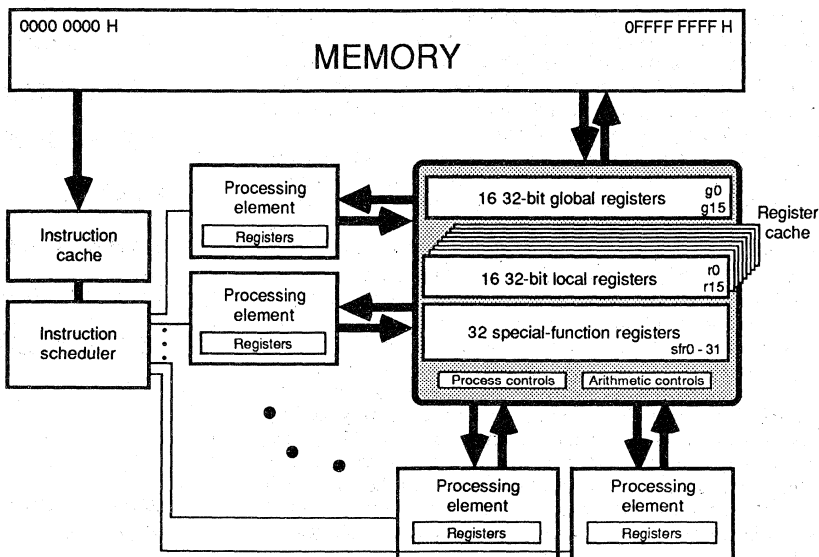 0000 0000 H
0FFFF FFFF H
MEMORY
Processing
element
Registers
16 32-bit global registers
g0
g15
Register
cache
Instruction
cache
16 32-bit local registers
r0
r15
Processing
element
Registers
Instruction
scheduler
32 special-function registers
sfr0 - 31
Process controls
Arithmetic controls
Processing
element
Registers
Processing
element
Registers